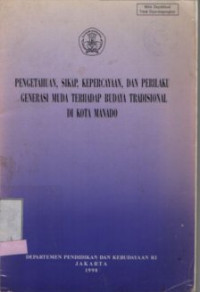 PENGETAHUAN, SIKAP, KEPERCAYAAN, DAN PERILAKU
GENERASI MUDA TERHADAP BUDAYA TRADISIONAL
DI KOTA MANADO
DEPARTEMEN PENDIDIKAN DAN KEBUDAYAAN RI
JAKARTA
1998